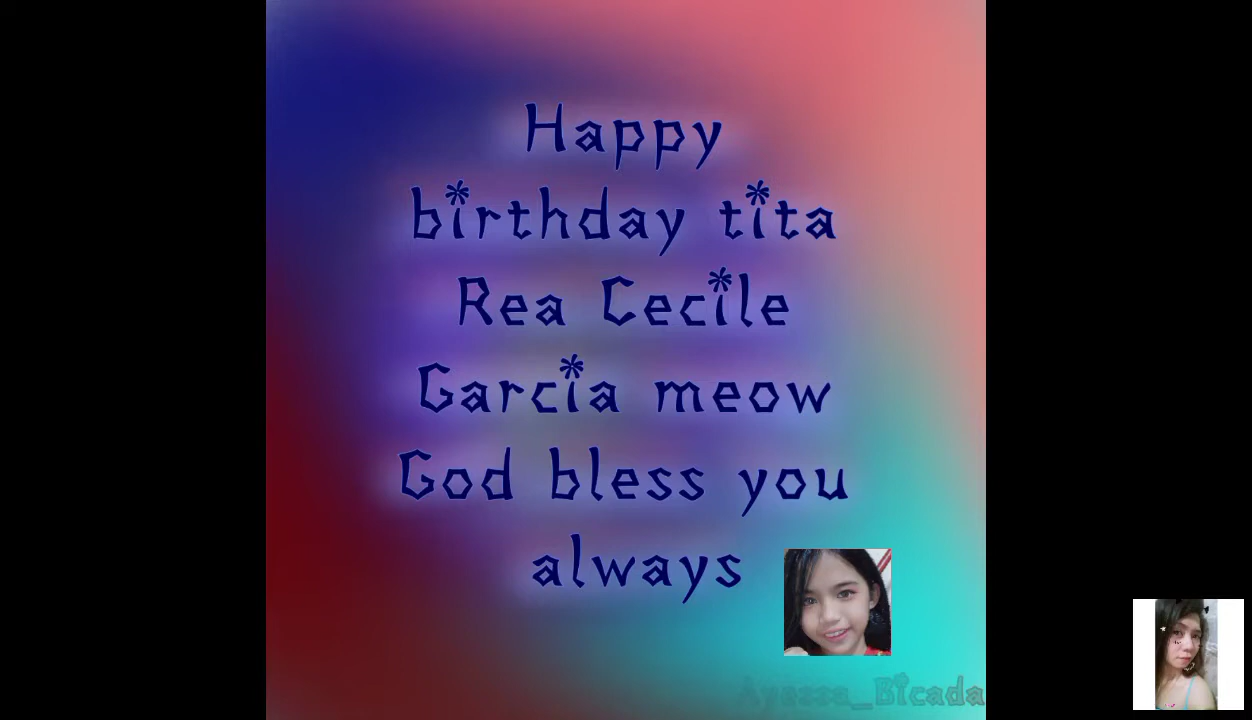 Happy
birthday tita
Rea Cecile
Garcia meow
God bless you
always
Ayessa_Bicada